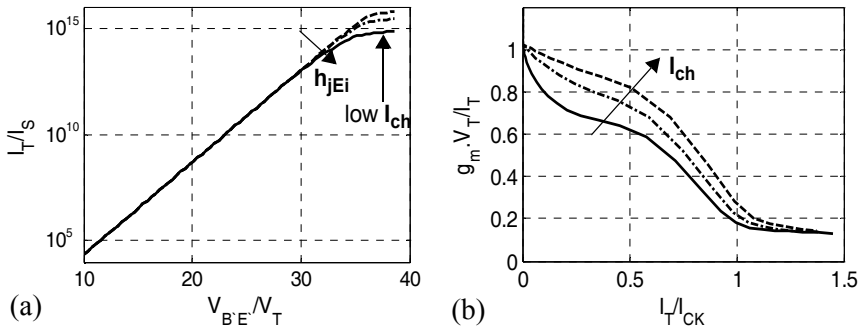 10^15
10^10
10^5
I_T/I_S
h_jEi
low I_ch
10 20 30 40
V_B`E`/V_T
(a)
1
0.8
0.6
0.4
0.2
0
g_m.V_T/I_T
I_ch
0 0.5 1 1.5
I_T/I_CK
(b)